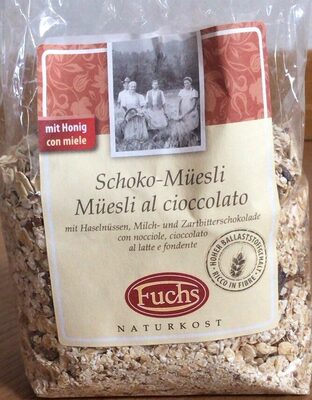 mit Honig
con miele
Schoko-Müesli
Müesli al cioccolato
mit Haselnüssen, Milch- und Zartbitterschokolade
con nocciole, cioccolato
al latte e fondente
HOHER BALLASTSTOFFGEHALT
RICCO IN FIBRE
Fuchs
NATURKOST